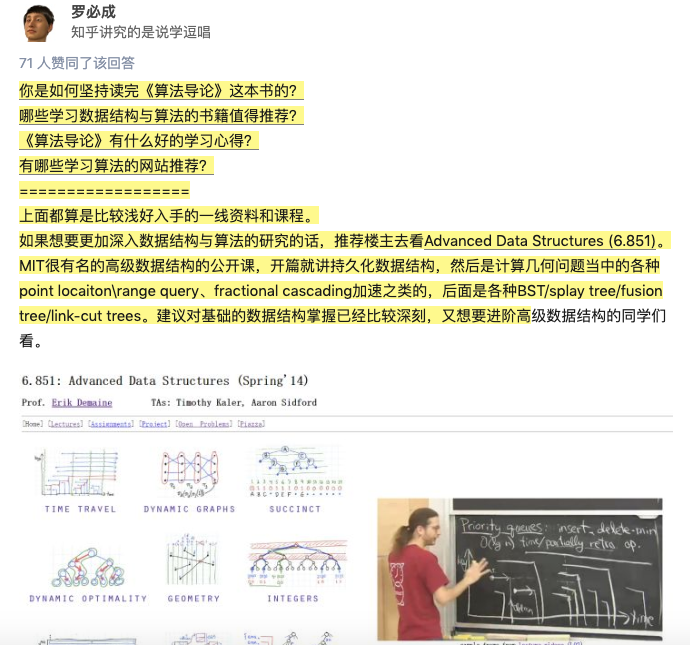 罗必成
知乎讲究的是说学逗唱
71 人赞同了该回答
你是如何坚持读完《算法导论》这本书的？
哪些学习数据结构与算法的书籍值得推荐？
《算法导论》有什么好的学习心得？
有哪些学习算法的网站推荐？
==================
上面都算是比较浅好入手的一线资料和课程。
如果想要更加深入数据结构与算法的研究的话，推荐楼主去看Advanced Data Structures (6.851)。
MIT很有名的高级数据结构的公开课，开篇就讲持久化数据结构，然后是计算几何问题当中的各种
point locaiton\range query、fractional cascading加速之类的，后面是各种BST/splay tree/fusion
tree/link-cut trees。建议对基础的数据结构掌握已经比较深刻，又想要进阶高级数据结构的同学们
看。
6.851: Advanced Data Structures (Spring'14)
Prof. Erik Demaine TAs: Timothy Kaler, Aaron Sidford
[Home] [Lectures] [Assignments] [Project] [Open Problems] [Piazza]
TIME TRAVEL DYNAMIC GRAPHS SUCCINCT
DYNAMIC OPTIMALITY GEOMETRY INTEGERS
Priority queues: insert, delete-min
time/partially retro. op.
time